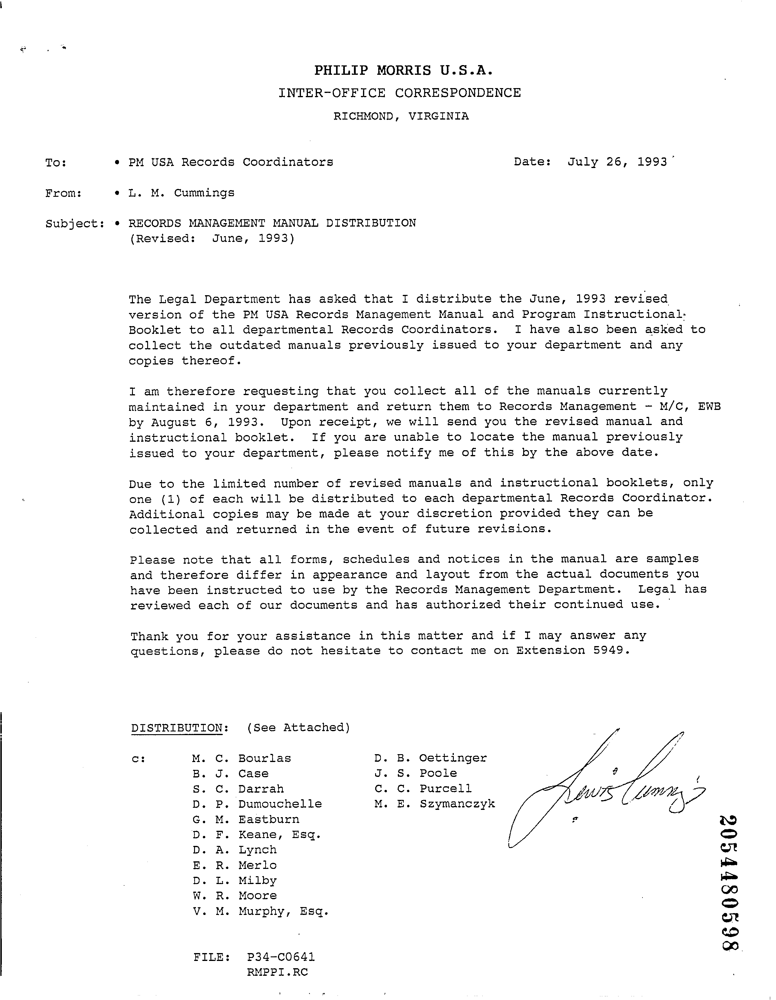 PHILIP MORRIS U.S.A.
INTER-OFFICE CORRESPONDENCE
RICHMOND, VIRGINIA
To: • PM USA Records Coordinators Date: July 26, 1993
From: • L. M. Cummings
Subject: • RECORDS MANAGEMENT MANUAL DISTRIBUTION
(Revised: June, 1993)
The Legal Department has asked that I distribute the June, 1993 revised
version of the PM USA Records Management Manual and Program Instructional
Booklet to all departmental Records Coordinators. I have also been asked to
collect the outdated manuals previously issued to your department and any
copies thereof.
I am therefore requesting that you collect all of the manuals currently
maintained in your department and return them to Records Management - M/C, EWB
by August 6, 1993. Upon receipt, we will send you the revised manual and
instructional booklet. If you are unable to locate the manual previously
issued to your department, please notify me of this by the above date.
Due to the limited number of revised manuals and instructional booklets, only
one (1) of each will be distributed to each departmental Records Coordinator.
Additional copies may be made at your discretion provided they can be
collected and returned in the event of future revisions.
Please note that all forms, schedules and notices in the manual are samples
and therefore differ in appearance and layout from the actual documents you
have been instructed to use by the Records Management Department. Legal has
reviewed each of our documents and has authorized their continued use.
Thank you for your assistance in this matter and if I may answer any
questions, please do not hesitate to contact me on Extension 5949.
DISTRIBUTION: (See Attached)
c: M. C. Bourlas D. B. Oettinger
B. J. Case J. S. Poole
S. C. Darrah C. C. Purcell
D. P. Dumouchelle M. E. Szymanczyk
G. M. Eastburn
D. F. Keane, Esq.
D. A. Lynch
E. R. Merlo
D. L. Milby
W. R. Moore
V. M. Murphy, Esq.
Lewis Cummings
FILE: P34-C0641
RMPPI.RC
2054480598